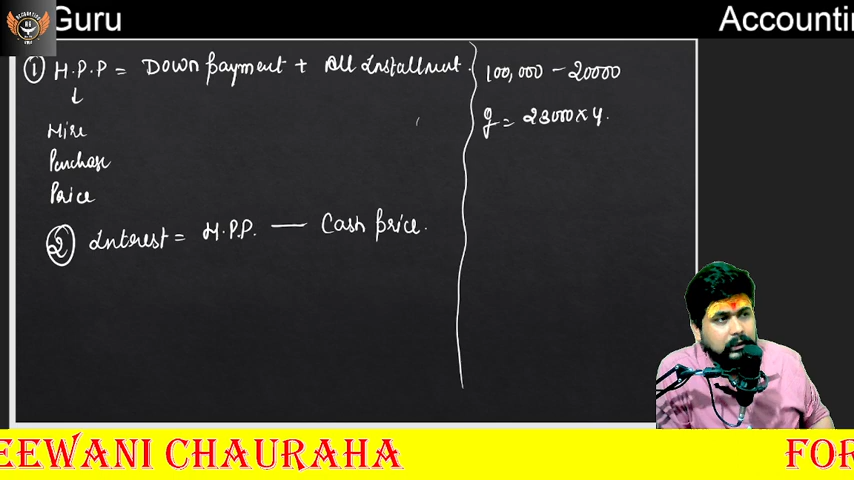 Guru
Accountin
① H.P.P = Down payment + All Installment.
↓
Hire
Purchase
Price
② Interest = H.P.P. — Cash price.
100,000 – 20000
= 23000 × 4.
EEWANI CHAURAHA
FOR